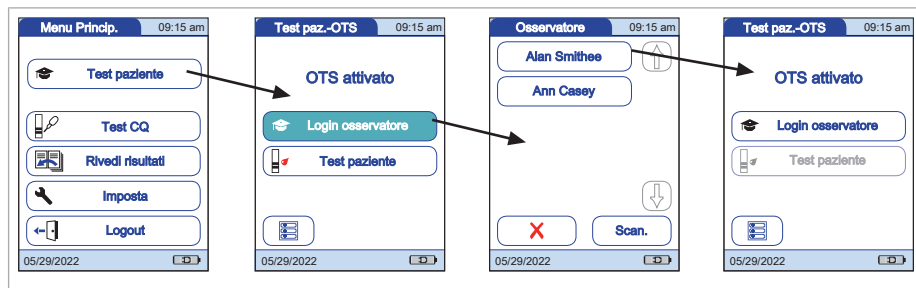 Menu Princip. 09:15 am
Test paziente
Test CQ
Rivedi risultati
Imposta
Logout
05/29/2022
Test paz.-OTS 09:15 am
OTS attivato
Login osservatore
Test paziente
05/29/2022
Osservatore 09:15 am
Alan Smithee
Ann Casey
Scan.
05/29/2022
Test paz.-OTS 09:15 am
OTS attivato
Login osservatore
Test paziente
05/29/2022